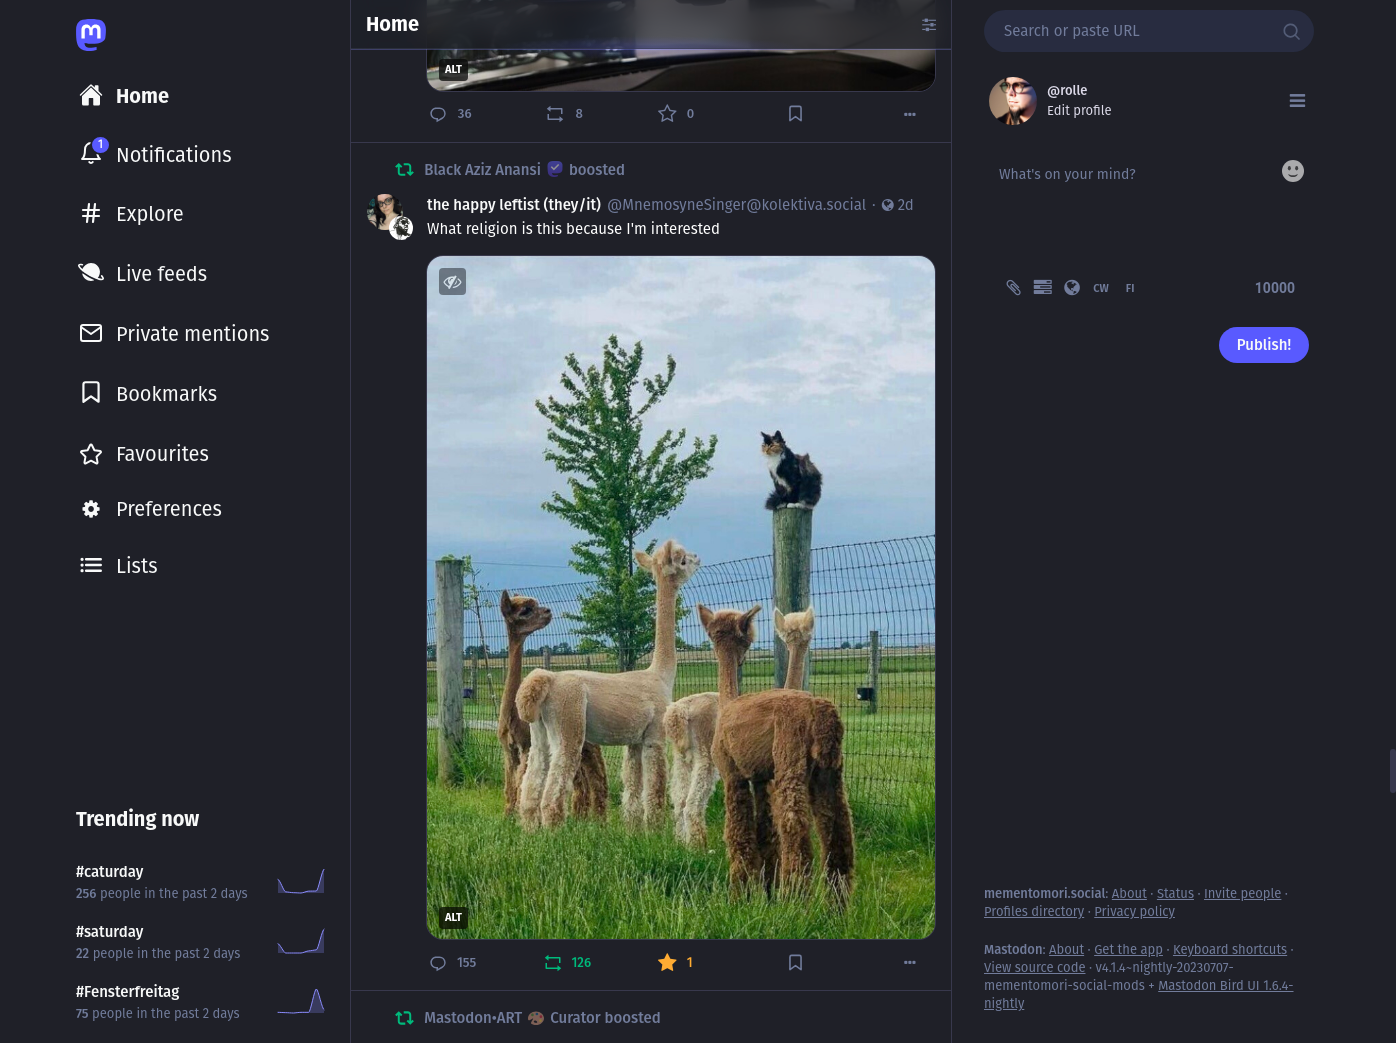 Home
Notifications
1
Explore
Live feeds
Private mentions
Bookmarks
Favourites
Preferences
Lists
Trending now
#caturday
256 people in the past 2 days
#saturday
22 people in the past 2 days
#Fensterfreitag
75 people in the past 2 days
Home
ALT
36 8 0
Black Aziz Anansi boosted
the happy leftist (they/it) @MnemosyneSinger@kolektiva.social · 2d
What religion is this because I'm interested
ALT
155 126 1
Mastodon•ART Curator boosted
Search or paste URL
@rolle
Edit profile
What's on your mind?
CW FI 10000
Publish!
mementomori.social: About · Status · Invite people ·
Profiles directory · Privacy policy
Mastodon: About · Get the app · Keyboard shortcuts ·
View source code · v4.1.4~nightly-20230707-
mementomori-social-mods + Mastodon Bird UI 1.6.4-
nightly